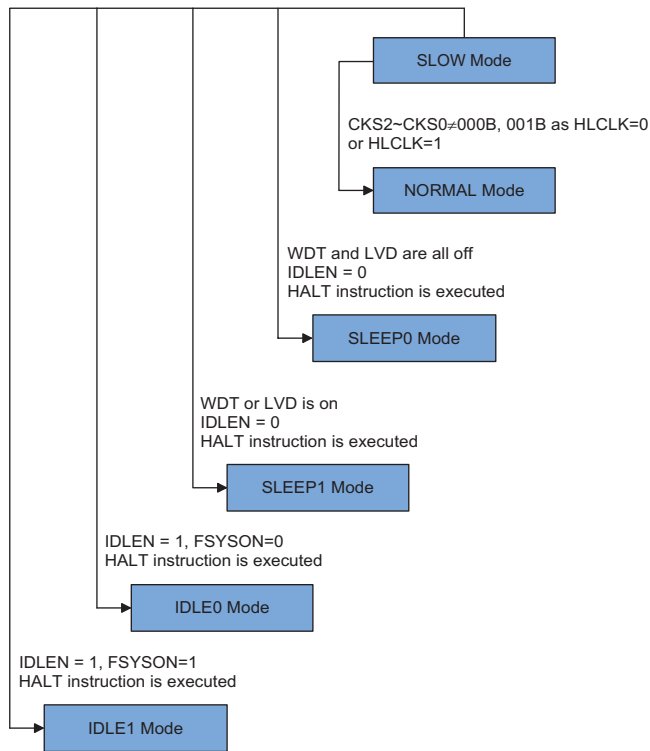 SLOW Mode
CKS2~CKS0≠000B, 001B as HLCLK=0
or HLCLK=1
NORMAL Mode
WDT and LVD are all off
IDLEN = 0
HALT instruction is executed
SLEEP0 Mode
WDT or LVD is on
IDLEN = 0
HALT instruction is executed
SLEEP1 Mode
IDLEN = 1, FSYSON=0
HALT instruction is executed
IDLE0 Mode
IDLEN = 1, FSYSON=1
HALT instruction is executed
IDLE1 Mode